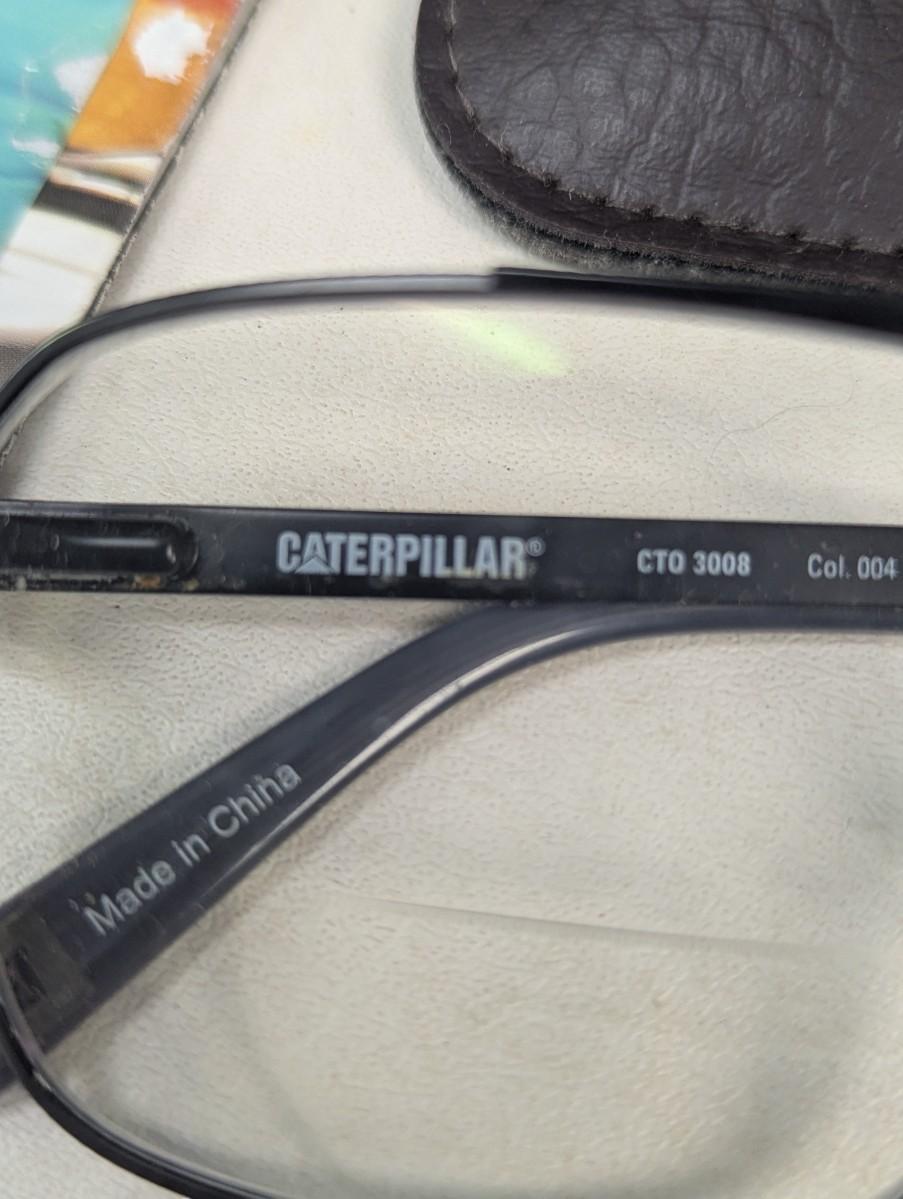 CATERPILLAR® CTO 3008 Col. 004
Made in China